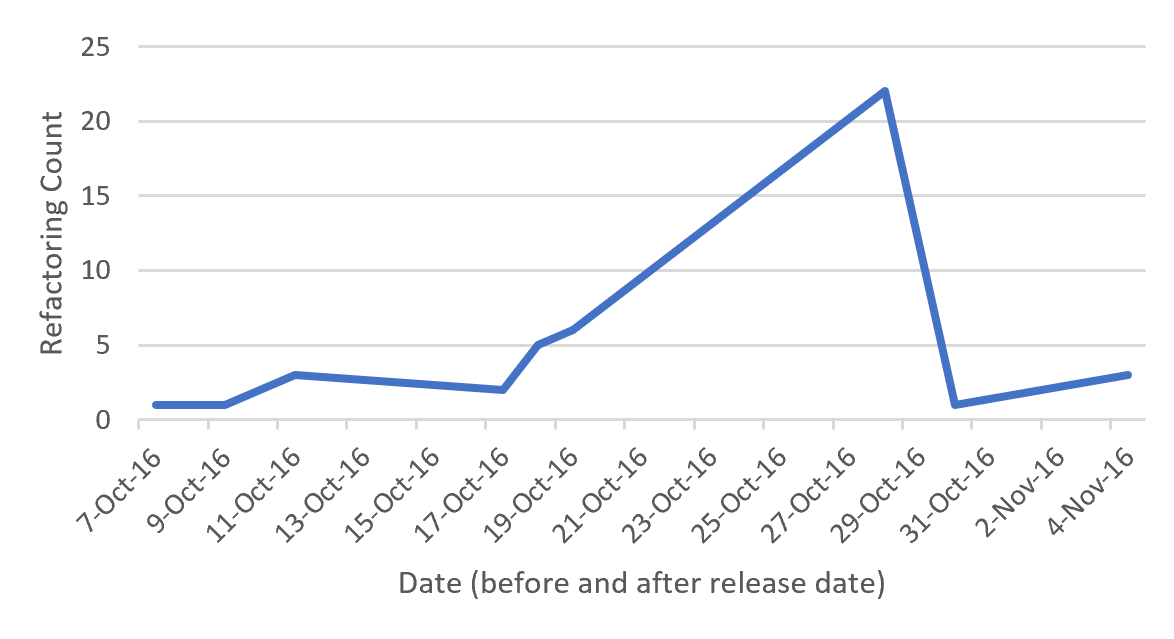 25
20
15
10
5
0
Refactoring Count
7-Oct-16
9-Oct-16
11-Oct-16
13-Oct-16
15-Oct-16
17-Oct-16
19-Oct-16
21-Oct-16
23-Oct-16
25-Oct-16
27-Oct-16
29-Oct-16
31-Oct-16
2-Nov-16
4-Nov-16
Date (before and after release date)